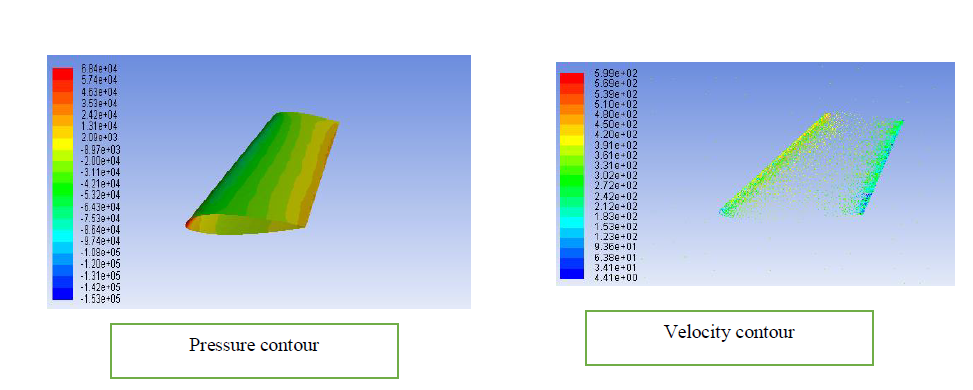 6.84e+04
5.74e+04
4.63e+04
3.53e+04
2.42e+04
1.31e+04
2.09e+03
-8.97e+03
-2.00e+04
-3.11e+04
-4.21e+04
-5.32e+04
-6.43e+04
-7.53e+04
-8.64e+04
-9.74e+04
-1.09e+05
-1.20e+05
-1.31e+05
-1.42e+05
-1.53e+05
Pressure contour
5.99e+02
5.69e+02
5.39e+02
5.10e+02
4.80e+02
4.50e+02
4.20e+02
3.91e+02
3.61e+02
3.31e+02
3.02e+02
2.72e+02
2.42e+02
2.12e+02
1.83e+02
1.53e+02
1.23e+02
9.36e+01
6.38e+01
3.41e+01
4.41e+00
Velocity contour